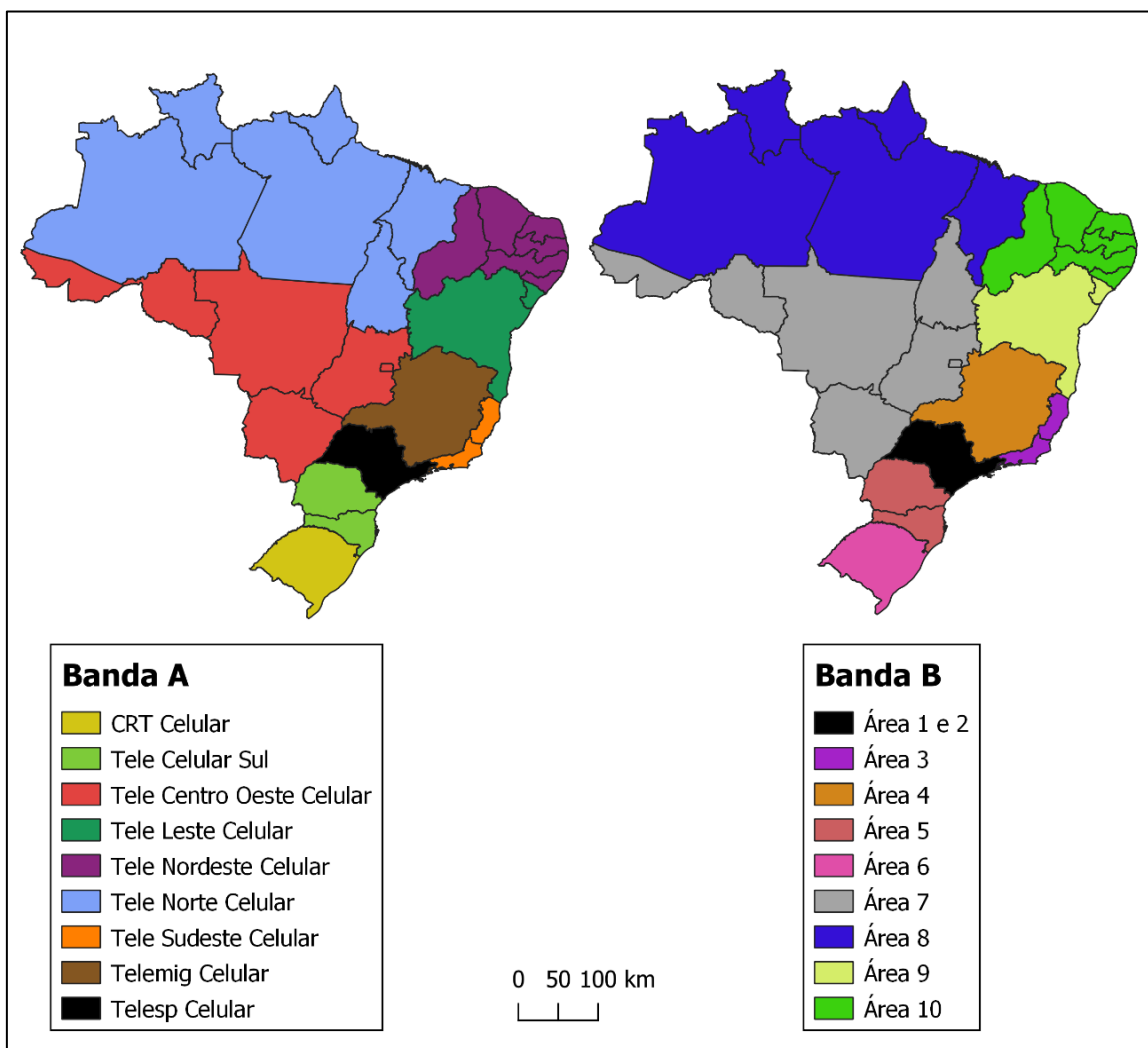 Banda A
CRT Celular
Tele Celular Sul
Tele Centro Oeste Celular
Tele Leste Celular
Tele Nordeste Celular
Tele Norte Celular
Tele Sudeste Celular
Telemig Celular
Telesp Celular
0 50 100 km
Banda B
Área 1 e 2
Área 3
Área 4
Área 5
Área 6
Área 7
Área 8
Área 9
Área 10